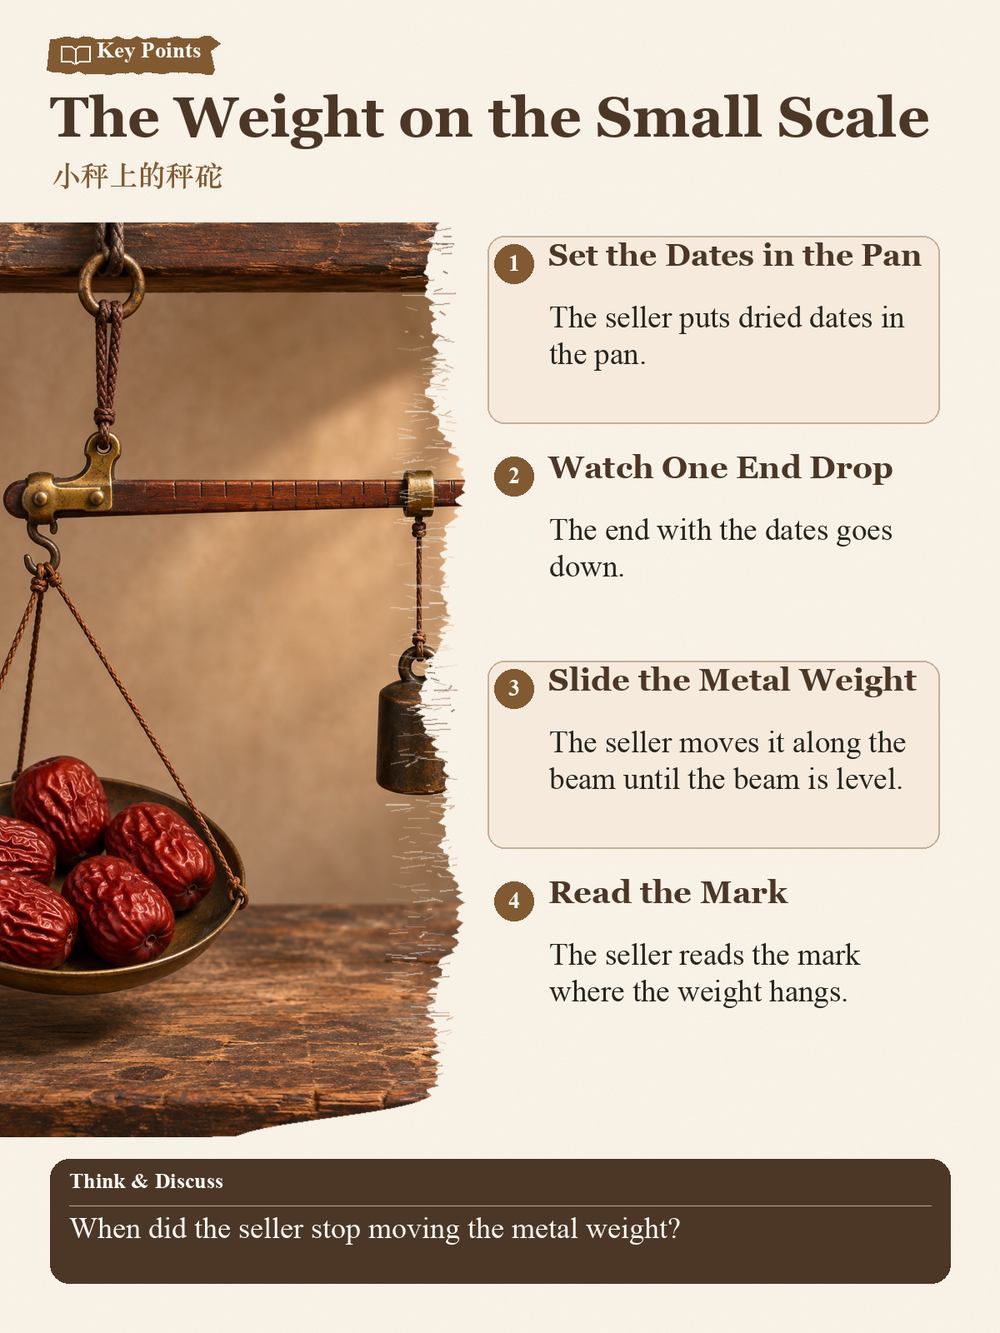 Key Points
The Weight on the Small Scale
小秤上的秤砣
1 Set the Dates in the Pan
The seller puts dried dates in
the pan.
2 Watch One End Drop
The end with the dates goes
down.
3 Slide the Metal Weight
The seller moves it along the
beam until the beam is level.
4 Read the Mark
The seller reads the mark
where the weight hangs.
Think & Discuss
When did the seller stop moving the metal weight?